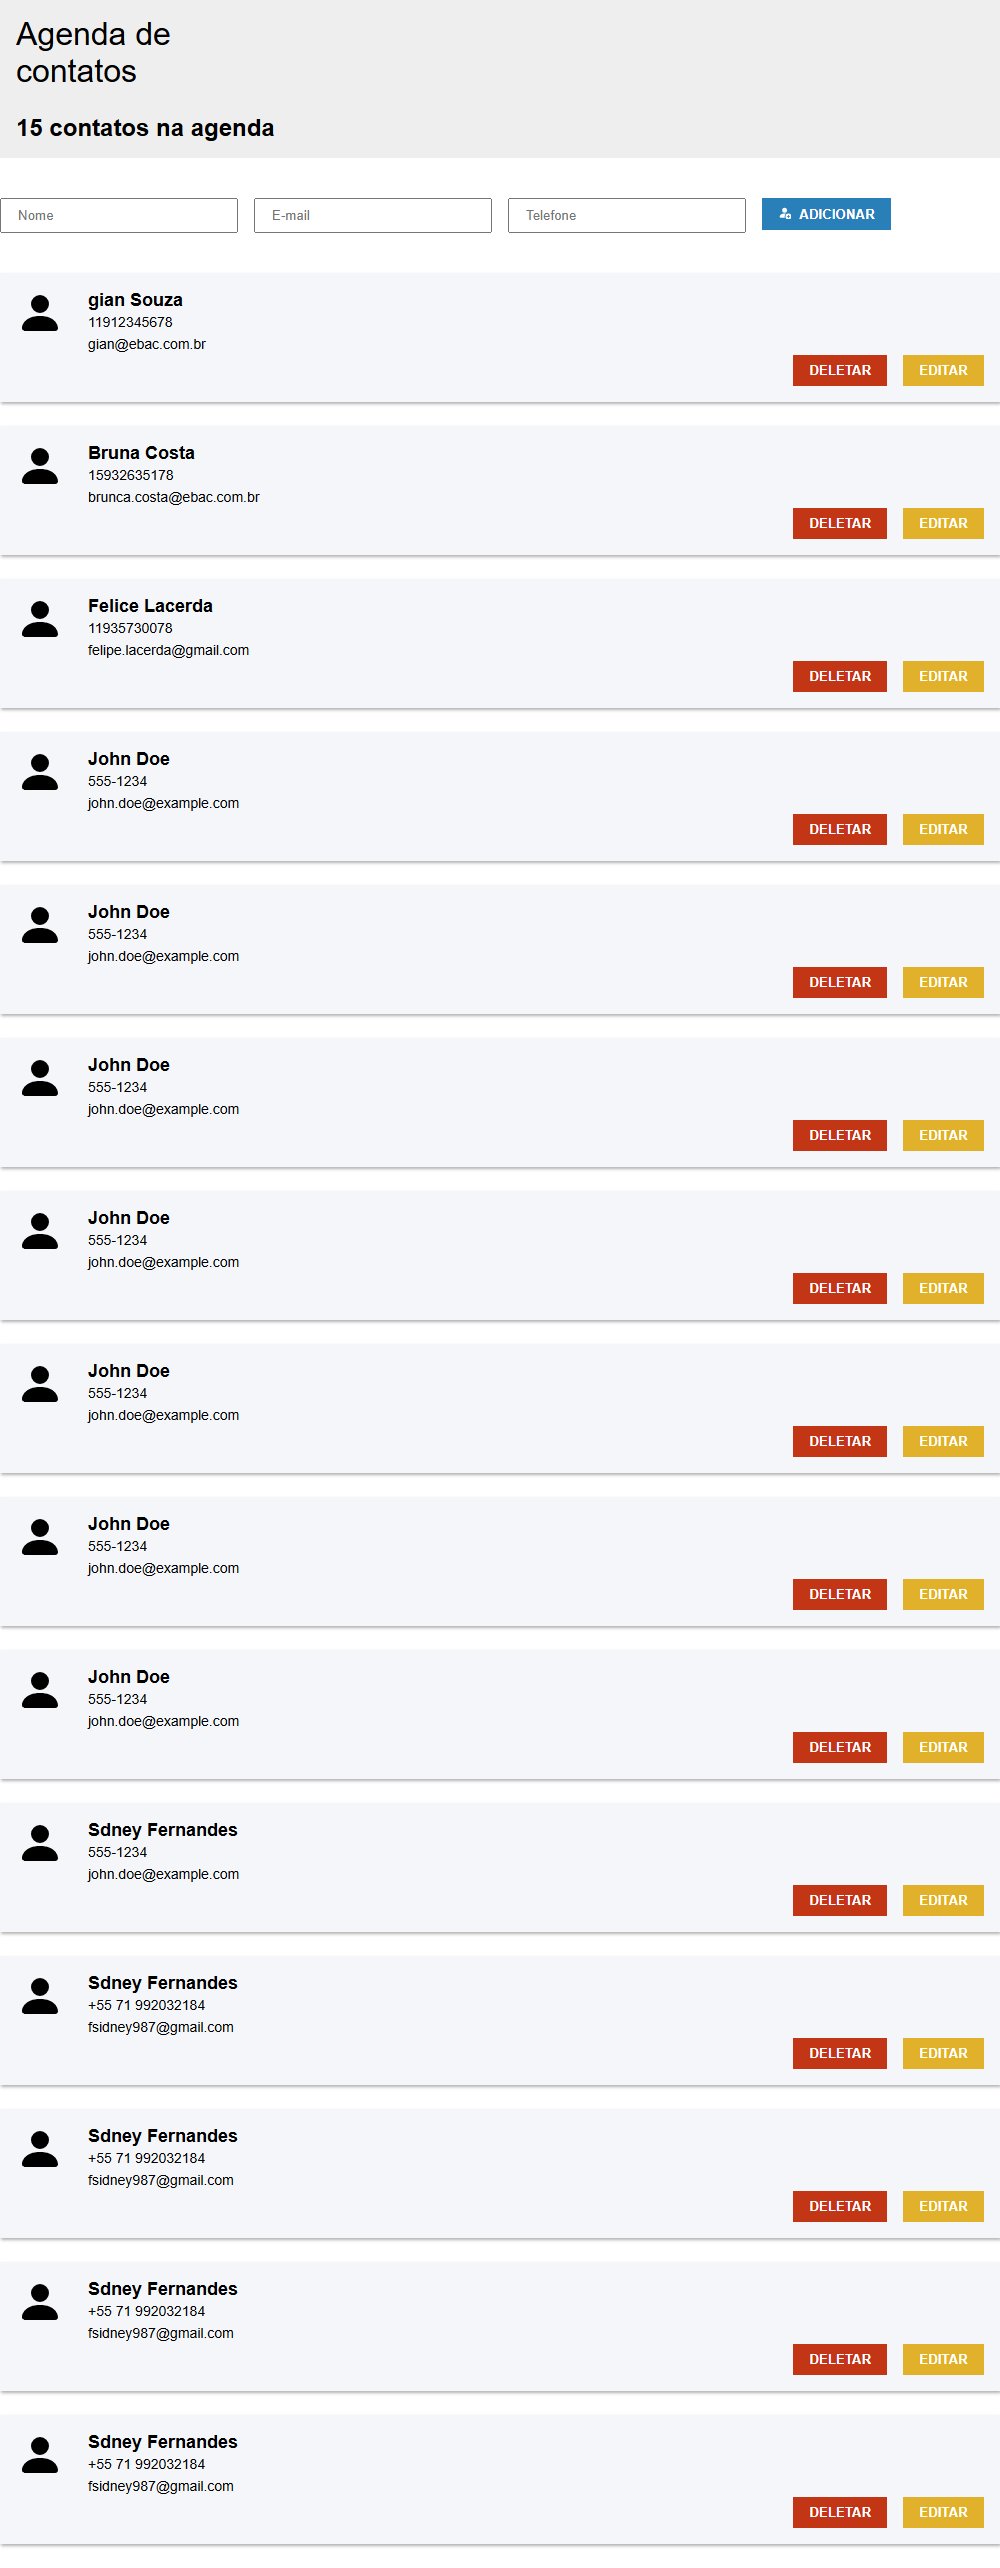 Agenda de
contatos
15 contatos na agenda
Nome E-mail Telefone ADICIONAR
gian Souza
11912345678
gian@ebac.com.br
DELETAR EDITAR
Bruna Costa
15932635178
brunca.costa@ebac.com.br
DELETAR EDITAR
Felice Lacerda
11935730078
felipe.lacerda@gmail.com
DELETAR EDITAR
John Doe
555-1234
john.doe@example.com
DELETAR EDITAR
John Doe
555-1234
john.doe@example.com
DELETAR EDITAR
John Doe
555-1234
john.doe@example.com
DELETAR EDITAR
John Doe
555-1234
john.doe@example.com
DELETAR EDITAR
John Doe
555-1234
john.doe@example.com
DELETAR EDITAR
John Doe
555-1234
john.doe@example.com
DELETAR EDITAR
John Doe
555-1234
john.doe@example.com
DELETAR EDITAR
Sdney Fernandes
555-1234
john.doe@example.com
DELETAR EDITAR
Sdney Fernandes
+55 71 992032184
fsidney987@gmail.com
DELETAR EDITAR
Sdney Fernandes
+55 71 992032184
fsidney987@gmail.com
DELETAR EDITAR
Sdney Fernandes
+55 71 992032184
fsidney987@gmail.com
DELETAR EDITAR
Sdney Fernandes
+55 71 992032184
fsidney987@gmail.com
DELETAR EDITAR